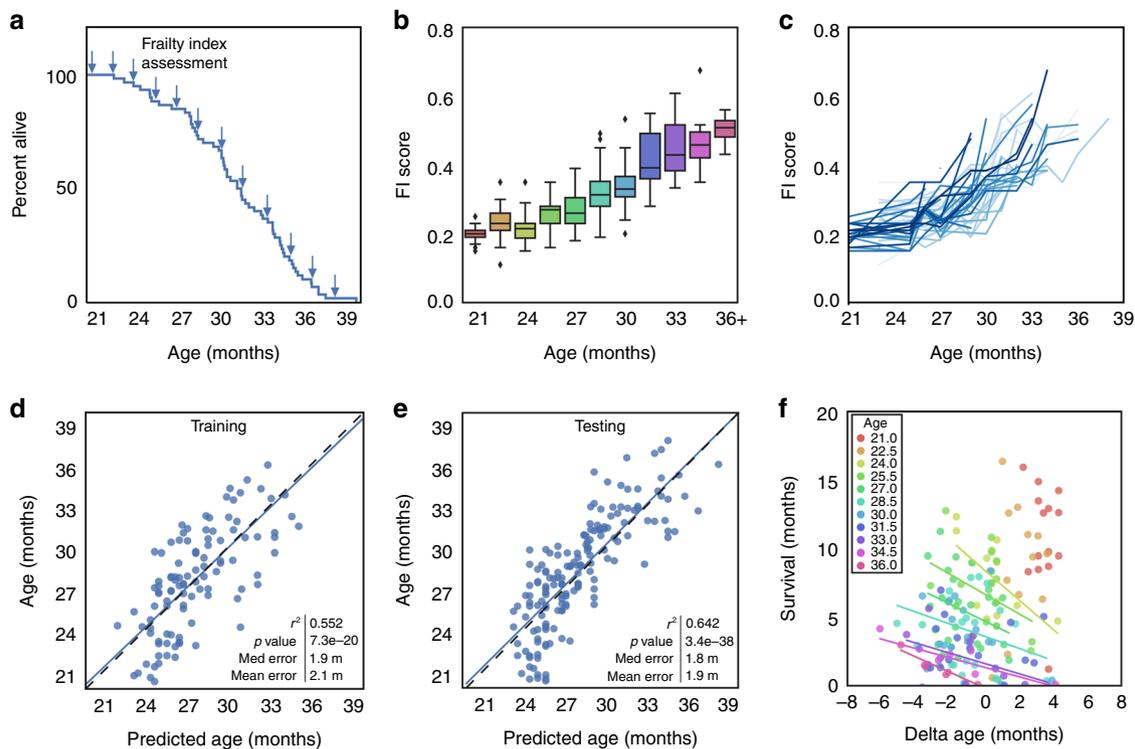 a
Frailty index
assessment
100
50
0
Percent alive
21 24 27 30 33 36 39
Age (months)
b
0.8
0.6
0.4
0.2
0.0
FI score
21 24 27 30 33 36+
Age (months)
c
0.8
0.6
0.4
0.2
0.0
FI score
21 24 27 30 33 36 39
Age (months)
d
Training
39
36
33
30
27
24
21
Age (months)
r² 0.552
p value 7.3e–20
Med error 1.9 m
Mean error 2.1 m
21 24 27 30 33 36 39
Predicted age (months)
e
Testing
39
36
33
30
27
24
21
Age (months)
r² 0.642
p value 3.4e–38
Med error 1.8 m
Mean error 1.9 m
21 24 27 30 33 36 39
Predicted age (months)
f
20
15
10
5
0
Survival (months)
Age
21.0
22.5
24.0
25.5
27.0
28.5
30.0
31.5
33.0
34.5
36.0
–8 –6 –4 –2 0 2 4 6 8
Delta age (months)